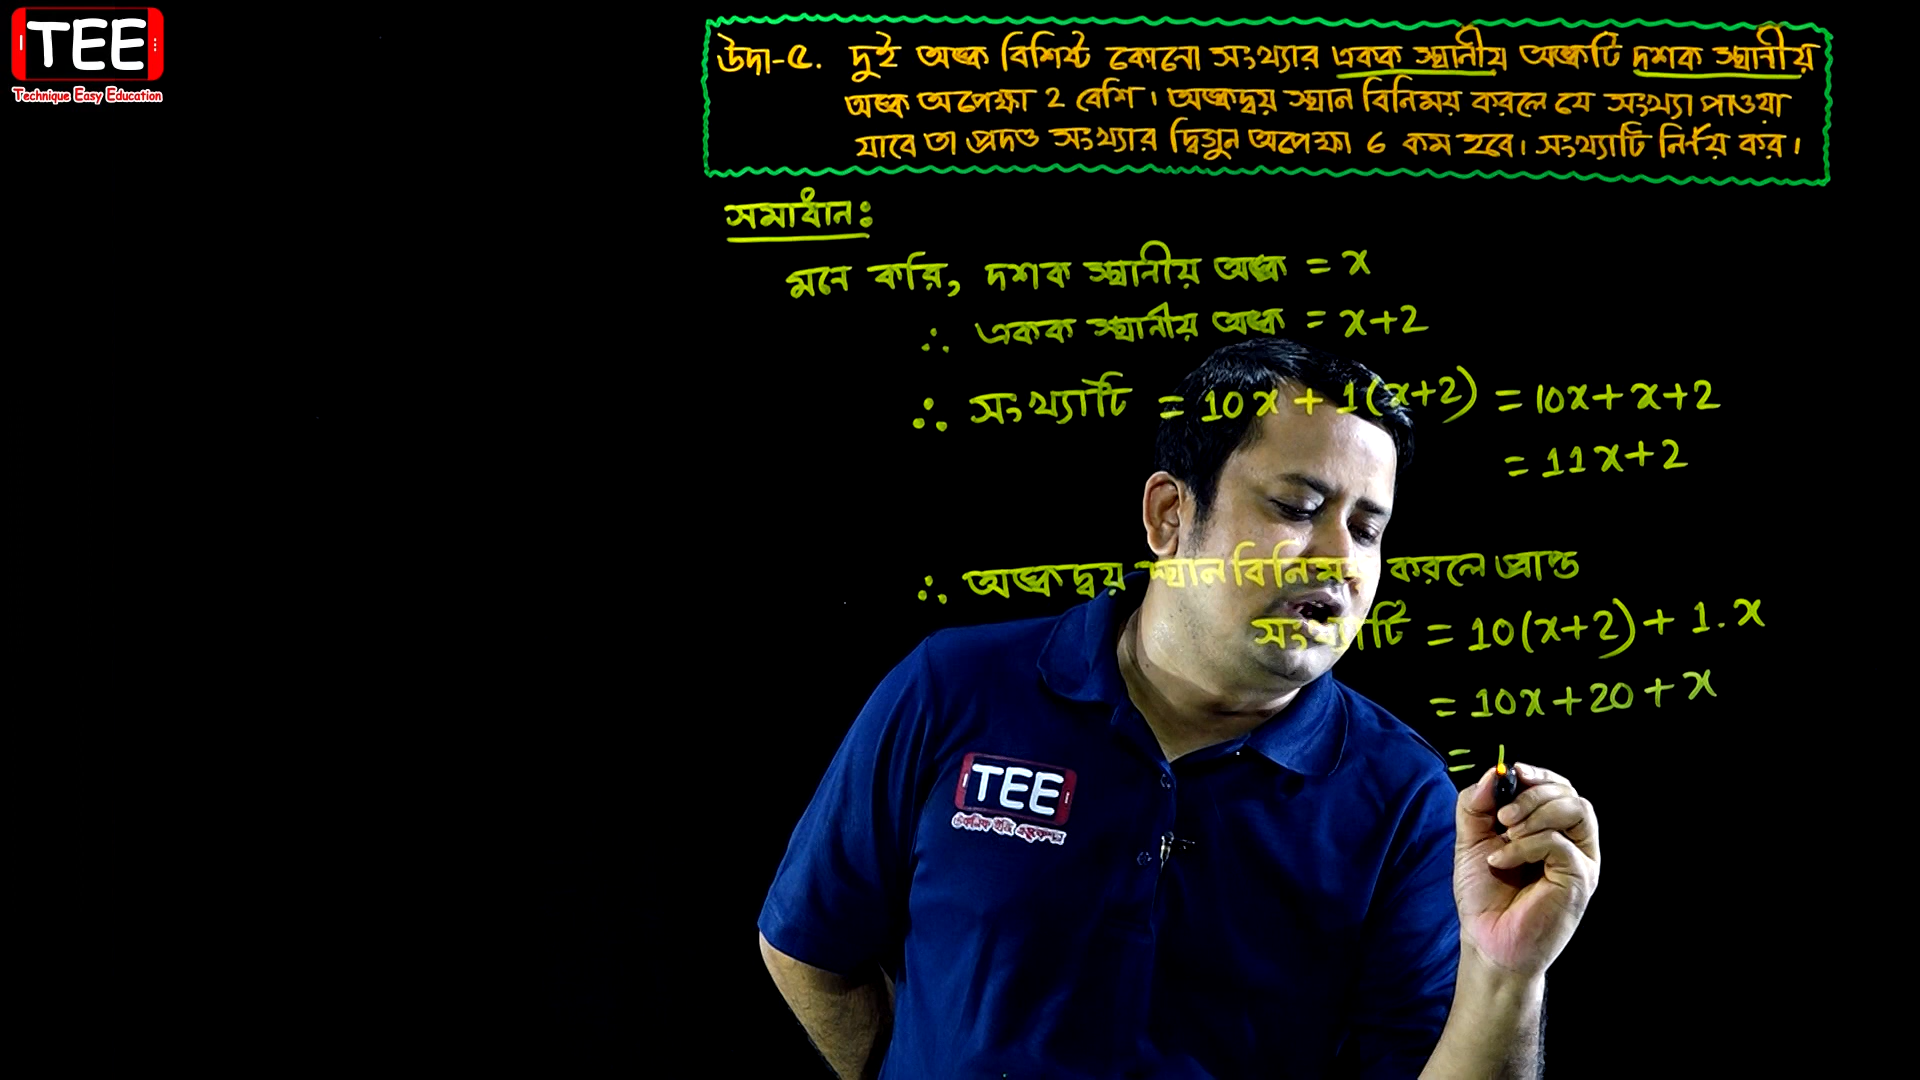 TEE
Technique Easy Education
উদা-৫. দুই অঙ্ক বিশিষ্ট কোনো সংখ্যার একক স্থানীয় অঙ্কটি দশক স্থানীয়
অঙ্ক অপেক্ষা 2 বেশি। অঙ্কদ্বয় স্থান বিনিময় করলে যে সংখ্যা পাওয়া
যাবে তা প্রদত্ত সংখ্যার দ্বিগুন অপেক্ষা 6 কম হবে। সংখ্যাটি নির্ণয় কর।
সমাধান:
মনে করি, দশক স্থানীয় অঙ্ক = x
∴ একক স্থানীয় অঙ্ক = x+2
∴ সংখ্যাটি = 10x + 1(x+2) = 10x+x+2
= 11x+2
∴ অঙ্কদ্বয় স্থান বিনিময় করলে প্রাপ্ত
সংখ্যাটি = 10(x+2) + 1.x
= 10x+20+x
= 1
TEE